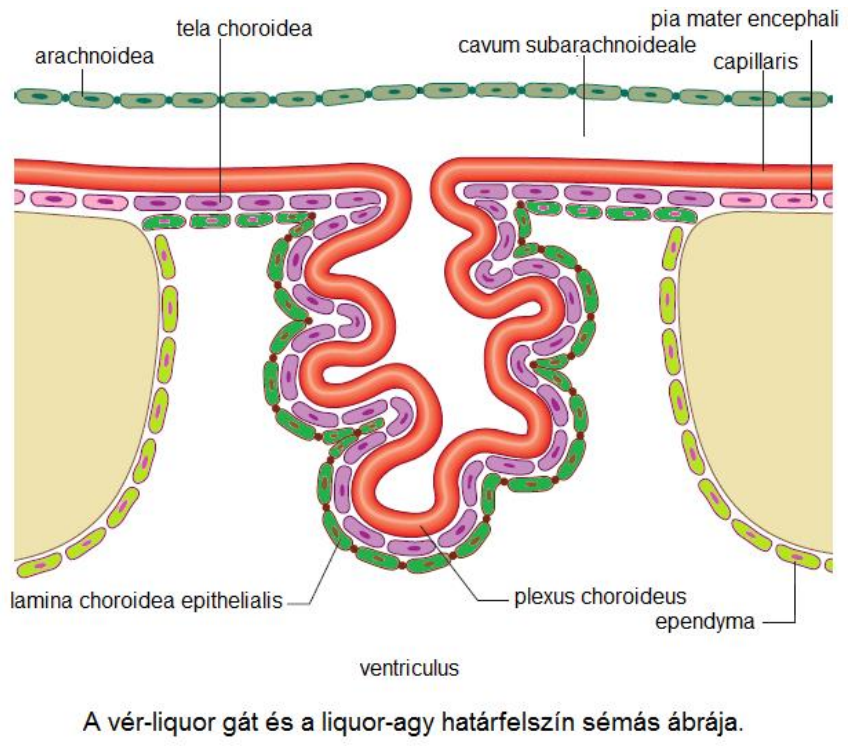 pia mater encephali
tela choroidea
cavum subarachnoideale
arachnoidea
capillaris
lamina choroidea epithelialis
plexus choroideus
ependyma
ventriculus
A vér-liquor gát és a liquor-agy határfelszín sémás ábrája.